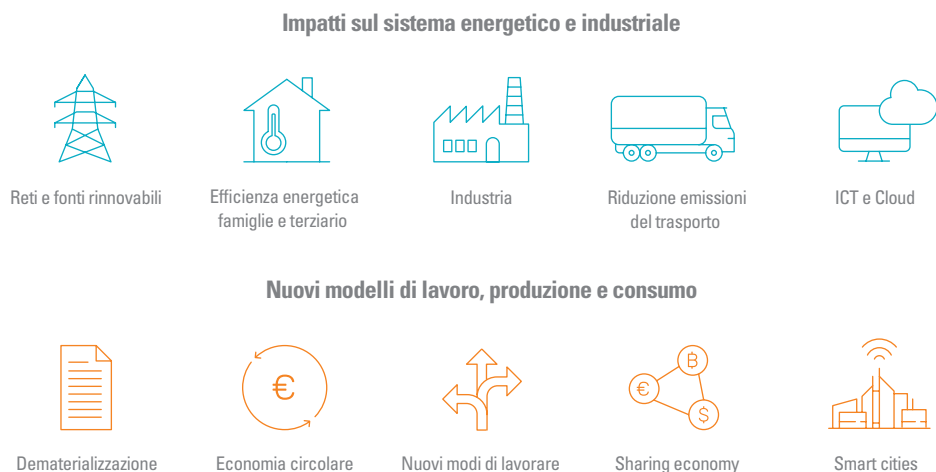 Impatti sul sistema energetico e industriale
Reti e fonti rinnovabili
Efficienza energetica
famiglie e terziario
Industria
Riduzione emissioni
del trasporto
ICT e Cloud
Nuovi modelli di lavoro, produzione e consumo
€
€
B
$
Dematerializzazione
Economia circolare
Nuovi modi di lavorare
Sharing economy
Smart cities